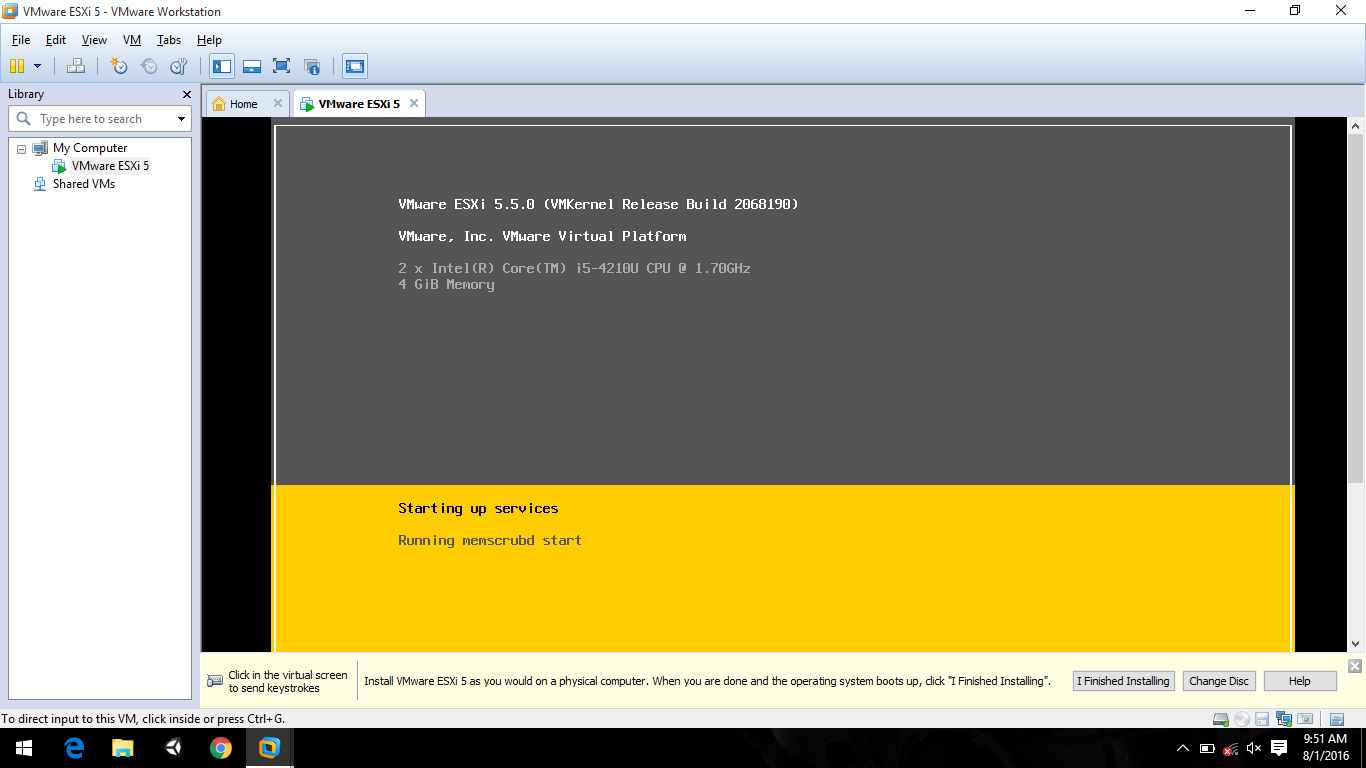 VMware ESXi 5 - VMware Workstation
File Edit View VM Tabs Help
Library
Home
VMware ESXi 5
Type here to search
My Computer
VMware ESXi 5
Shared VMs
VMware ESXi 5.5.0 (VMKernel Release Build 2068190)
VMware, Inc. VMware Virtual Platform
2 x Intel(R) Core(TM) i5-4210U CPU @ 1.70GHz
4 GiB Memory
Starting up services
Running memscrubd start
Click in the virtual screen
to send keystrokes
Install VMware ESXi 5 as you would on a physical computer. When you are done and the operating system boots up, click "I Finished Installing".
I Finished Installing
Change Disc
Help
To direct input to this VM, click inside or press Ctrl+G.
9:51 AM
8/1/2016